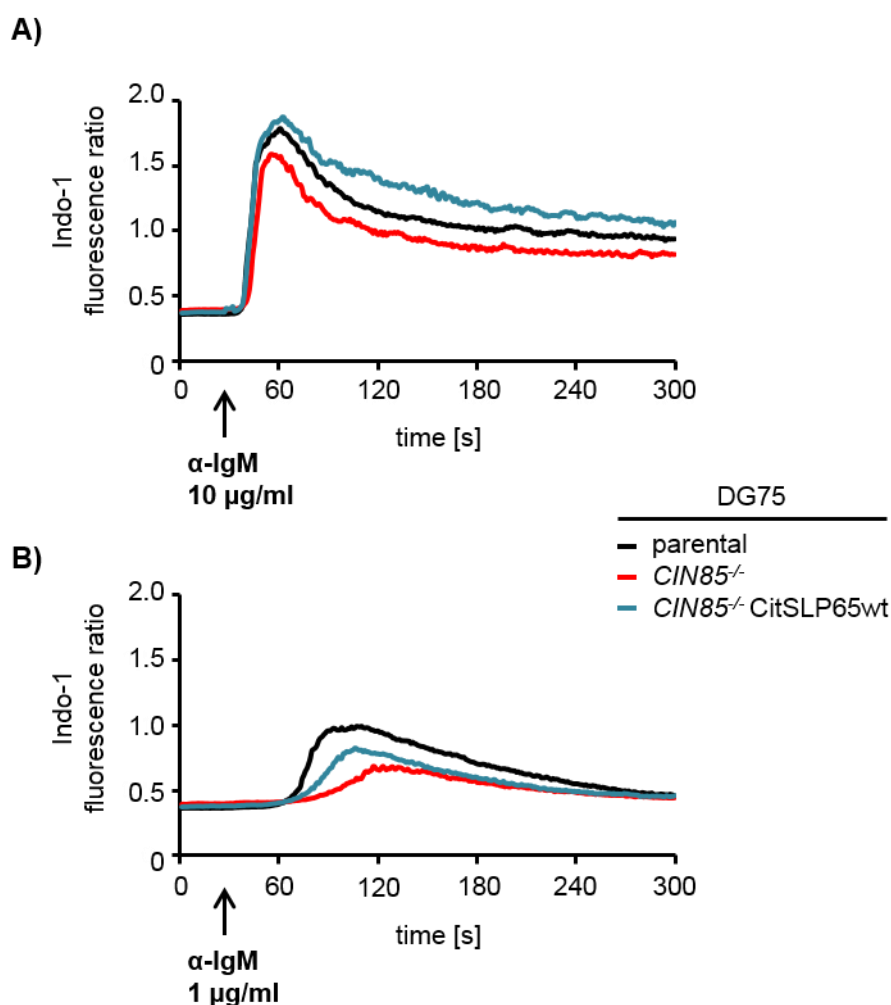 A)
Indo-1
fluorescence ratio
2.0
1.5
1.0
0.5
0
0 60 120 180 240 300
time [s]
α-IgM
10 µg/ml
DG75
parental
CIN85-/-
CIN85-/- CitSLP65wt
B)
Indo-1
fluorescence ratio
2.0
1.5
1.0
0.5
0
0 60 120 180 240 300
time [s]
α-IgM
1 µg/ml